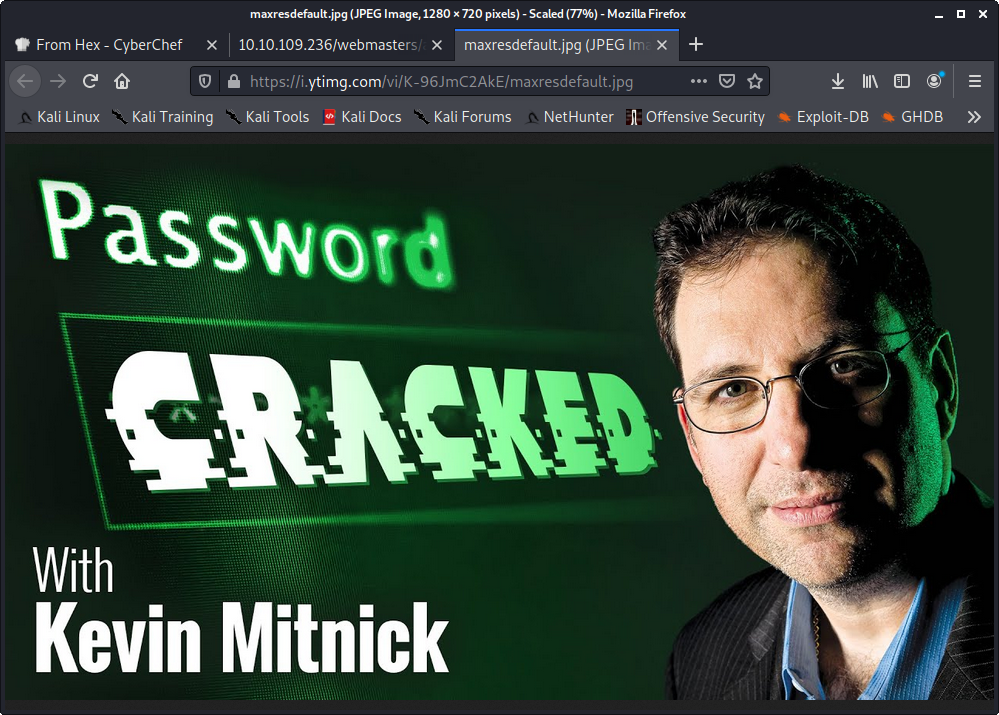 maxresdefault.jpg (JPEG Image, 1280 × 720 pixels) - Scaled (77%) - Mozilla Firefox
From Hex - CyberChef
10.10.109.236/webmasters/
maxresdefault.jpg (JPEG Im
https://i.ytimg.com/vi/K-96JmC2AkE/maxresdefault.jpg
Kali Linux
Kali Training
Kali Tools
Kali Docs
Kali Forums
NetHunter
Offensive Security
Exploit-DB
GHDB
Password
CRACKED
With
Kevin Mitnick